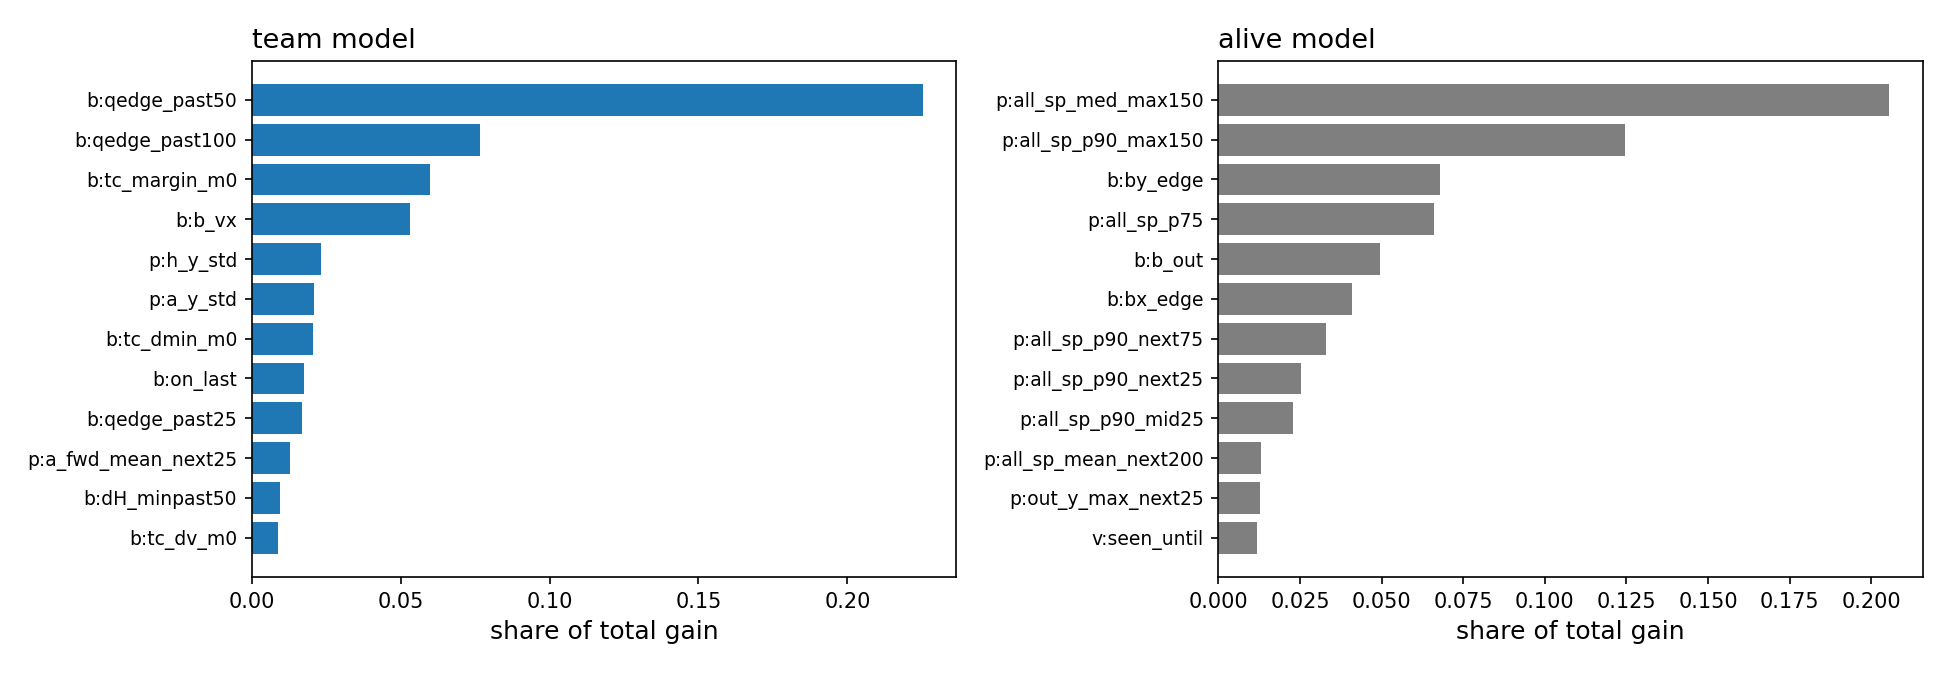 team model
b:qedge_past50
b:qedge_past100
b:tc_margin_m0
b:b_vx
p:h_y_std
p:a_y_std
b:tc_dmin_m0
b:on_last
b:qedge_past25
p:a_fwd_mean_next25
b:dH_minpast50
b:tc_dv_m0
0.00 0.05 0.10 0.15 0.20
share of total gain
alive model
p:all_sp_med_max150
p:all_sp_p90_max150
b:by_edge
p:all_sp_p75
b:b_out
b:bx_edge
p:all_sp_p90_next75
p:all_sp_p90_next25
p:all_sp_p90_mid25
p:all_sp_mean_next200
p:out_y_max_next25
v:seen_until
0.000 0.025 0.050 0.075 0.100 0.125 0.150 0.175 0.200
share of total gain